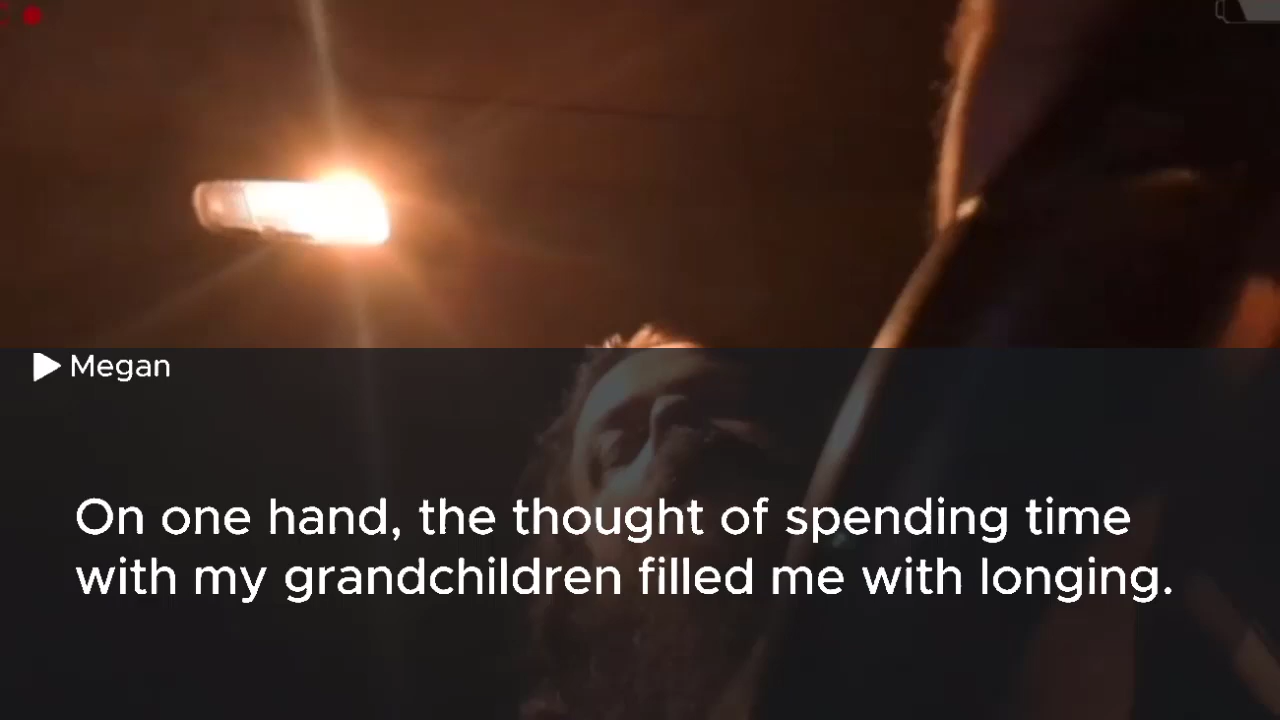 Megan
On one hand, the thought of spending time
with my grandchildren filled me with longing.